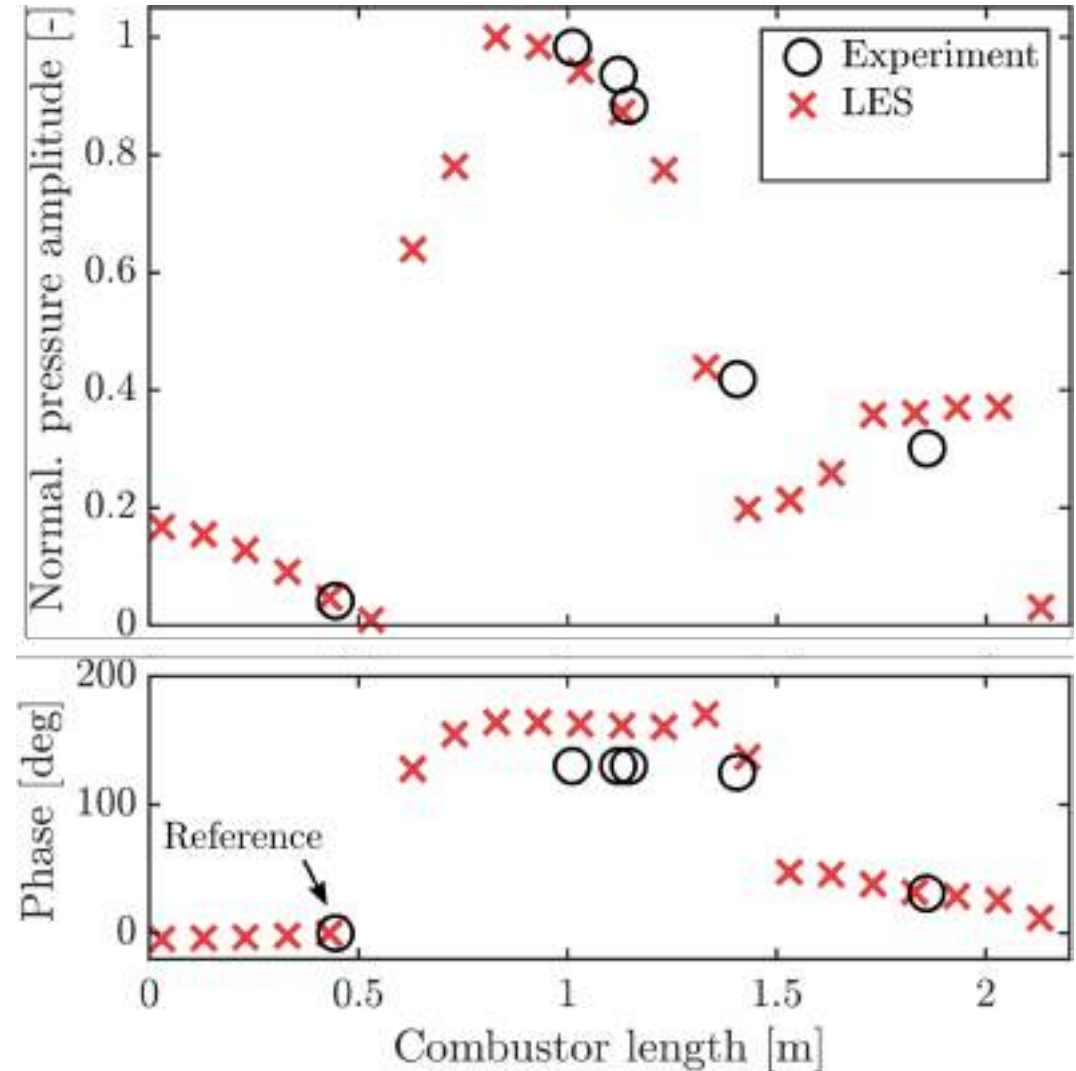 Normal. pressure amplitude [-]
1
0.8
0.6
0.4
0.2
0
Experiment
LES
Phase [deg]
200
100
0
Reference
0 0.5 1 1.5 2
Combustor length [m]